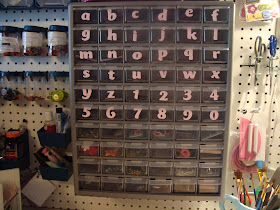 a b c d e f
g h i j k l
m n o p q r
s t u v w x
y z 1 2 3 4
5 6 7 8 9 0